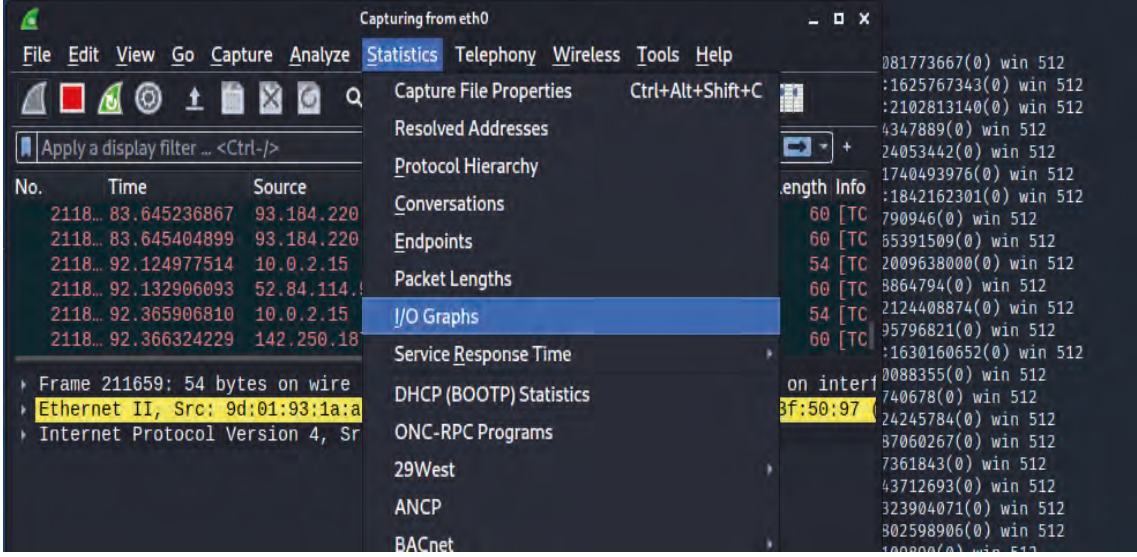 Capturing from eth0
File Edit View Go Capture Analyze Statistics Telephony Wireless Tools Help
Capture File Properties Ctrl+Alt+Shift+C
Resolved Addresses
Protocol Hierarchy
Conversations
Endpoints
Packet Lengths
I/O Graphs
Service Response Time
DHCP (BOOTP) Statistics
ONC-RPC Programs
29West
ANCP
BACnet
Apply a display filter ... <Ctrl-/>
+
No. Time Source ength Info
2118… 83.645236867 93.184.220 60 [TC
2118… 83.645404899 93.184.220 60 [TC
2118… 92.124977514 10.0.2.15 54 [TC
2118… 92.132906093 52.84.114. 60 [TC
2118… 92.365906810 10.0.2.15 54 [TC
2118… 92.366324229 142.250.18 60 [TC
Frame 211659: 54 bytes on wire on interf
Ethernet II, Src: 9d:01:93:1a:a 3f:50:97 (
Internet Protocol Version 4, Sr
081773667(0) win 512
:1625767343(0) win 512
:2102813140(0) win 512
4347889(0) win 512
24053442(0) win 512
1740493976(0) win 512
:1842162301(0) win 512
790946(0) win 512
65391509(0) win 512
2009638000(0) win 512
8864794(0) win 512
2124408874(0) win 512
95796821(0) win 512
:1630160652(0) win 512
0088355(0) win 512
740678(0) win 512
24245784(0) win 512
87060267(0) win 512
7361843(0) win 512
43712693(0) win 512
323904071(0) win 512
802598906(0) win 512